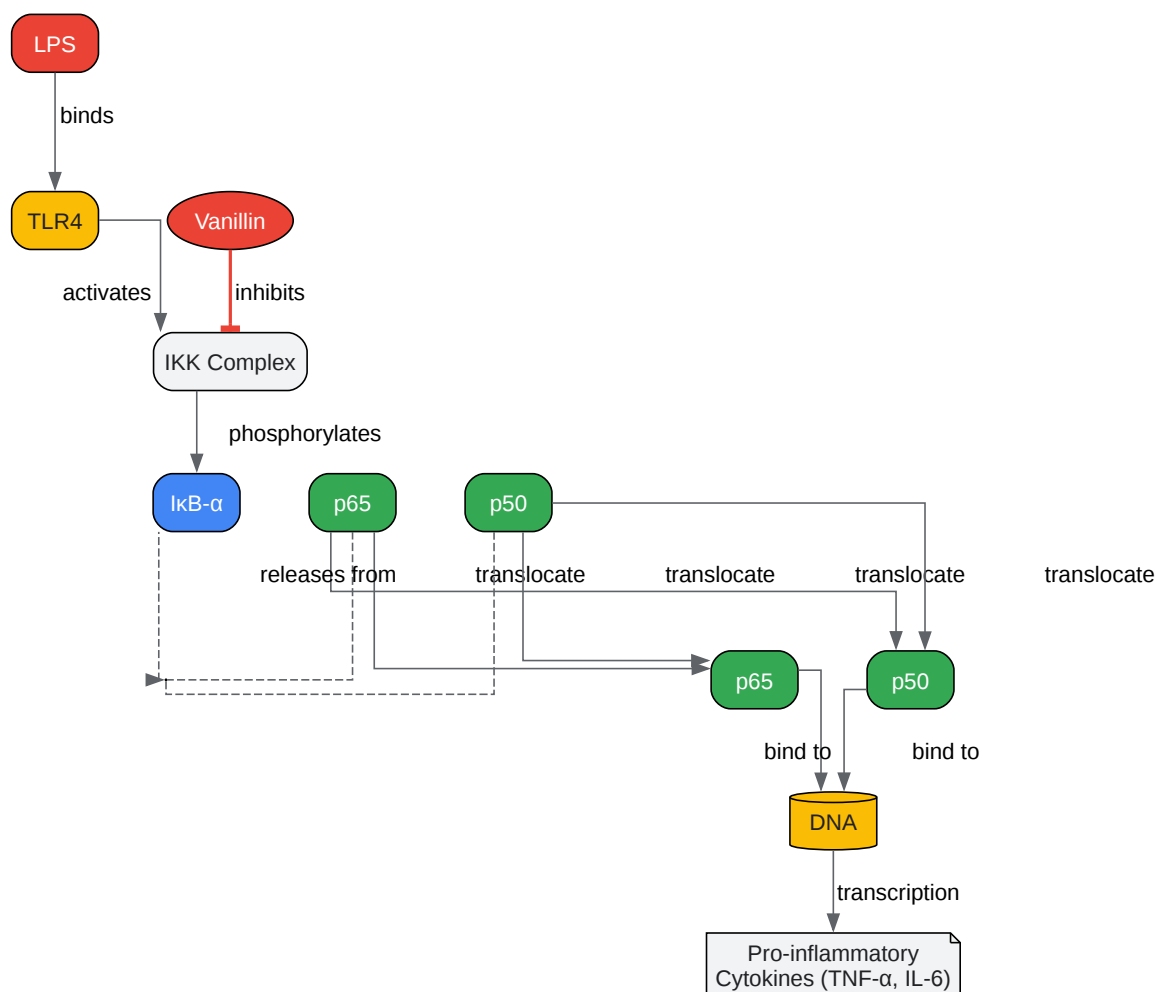 LPS
binds
TLR4
Vanillin
activates
inhibits
IKK Complex
phosphorylates
IκB-α
p65
p50
releases from
translocate
translocate
translocate
translocate
p65
p50
bind to
bind to
DNA
transcription
Pro-inflammatory
Cytokines (TNF-α, IL-6)